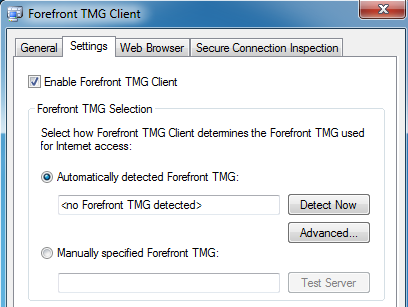 Forefront TMG Client
General Settings Web Browser Secure Connection Inspection
Enable Forefront TMG Client
Forefront TMG Selection
Select how Forefront TMG Client determines the Forefront TMG used
for Internet access:
Automatically detected Forefront TMG:
<no Forefront TMG detected> Detect Now
Advanced...
Manually specified Forefront TMG:
Test Server